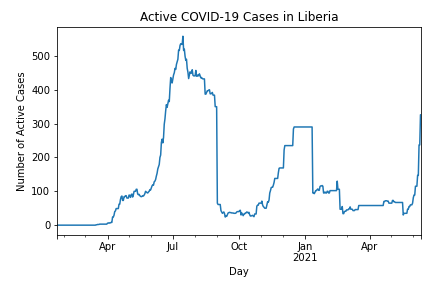 Active COVID-19 Cases in Liberia
Number of Active Cases
500
400
300
200
100
0
Apr
Jul
Oct
Jan
2021
Apr
Day